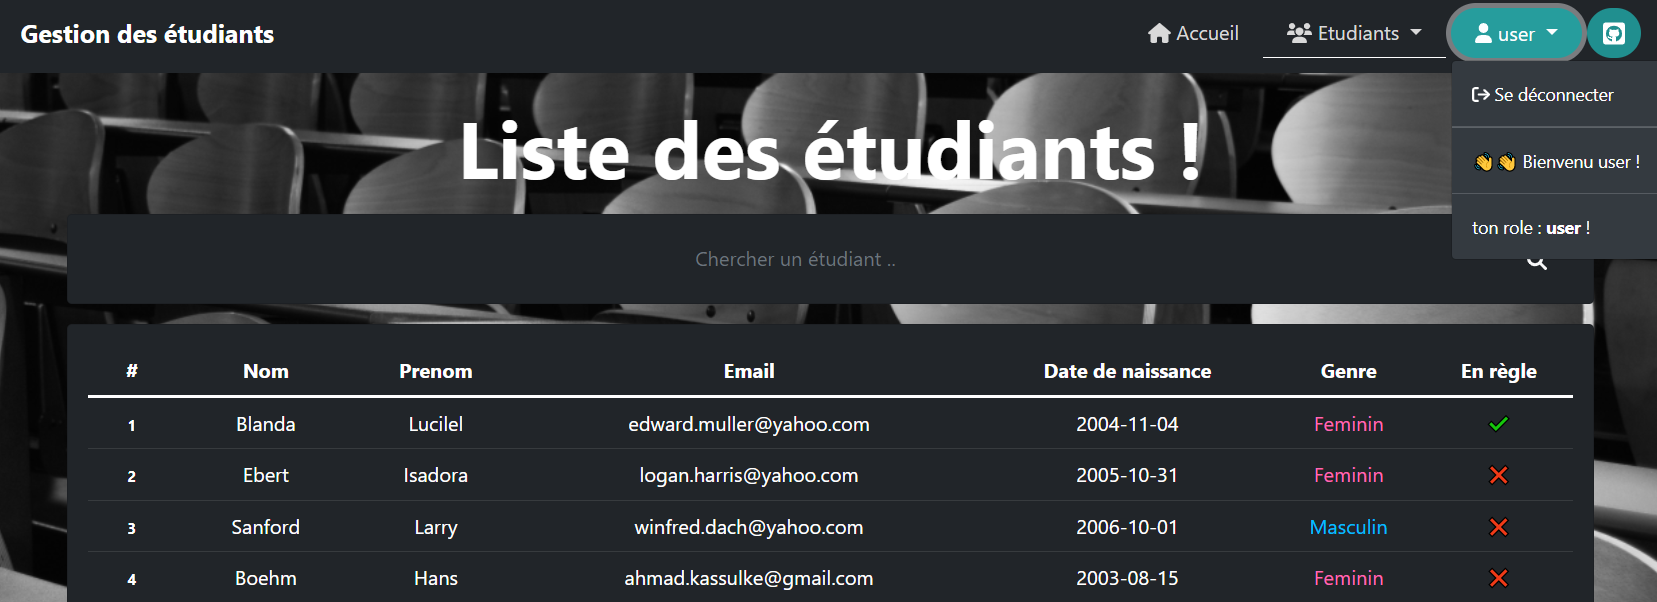 Gestion des étudiants Accueil Etudiants user
Se déconnecter
👋👋 Bienvenu user !
ton role : user !
Liste des étudiants !
Chercher un étudiant ..
# Nom Prenom Email Date de naissance Genre En règle
1 Blanda Lucilel edward.muller@yahoo.com 2004-11-04 Feminin
2 Ebert Isadora logan.harris@yahoo.com 2005-10-31 Feminin
3 Sanford Larry winfred.dach@yahoo.com 2006-10-01 Masculin
4 Boehm Hans ahmad.kassulke@gmail.com 2003-08-15 Feminin